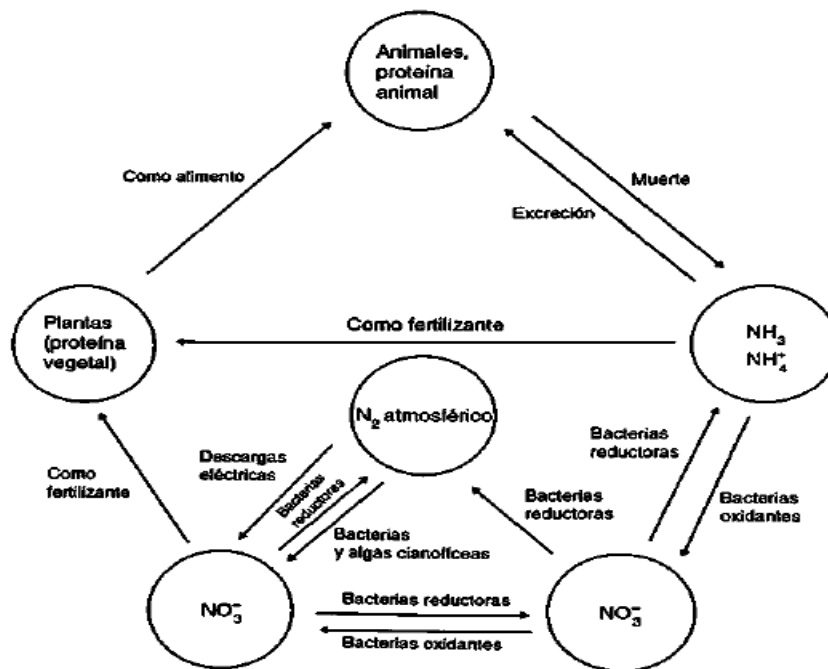 Animales,
proteína
animal
Como alimento
Muerte
Excreción
Plantas
(proteína
vegetal)
Como fertilizante
NH₃
NH₄⁺
N₂ atmosférico
Descargas
eléctricas
Bacterias
reductores
Bacterias
reductoras
Como
fertilizante
Bacterias
reductoras
Bacterias
oxidantes
Bacterias
y algas cianofíceas
NO₃⁻
Bacterias reductoras
Bacterias oxidantes
NO₃⁻